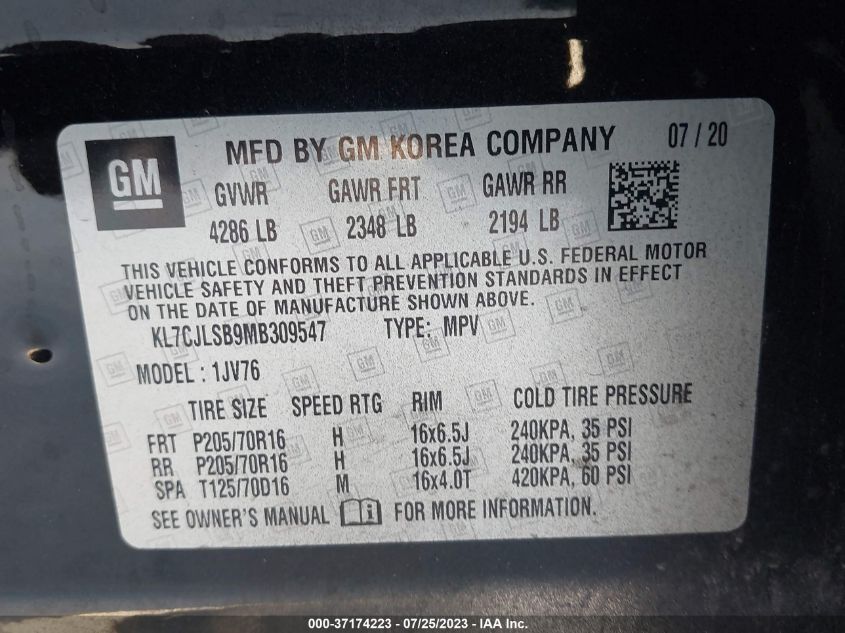 GM
MFD BY GM KOREA COMPANY 07/20
GVWR GAWR FRT GAWR RR
4286 LB 2348 LB 2194 LB
THIS VEHICLE CONFORMS TO ALL APPLICABLE U.S. FEDERAL MOTOR
VEHICLE SAFETY AND THEFT PREVENTION STANDARDS IN EFFECT
ON THE DATE OF MANUFACTURE SHOWN ABOVE.
KL7CJLSB9MB309547 TYPE: MPV
MODEL : 1JV76
TIRE SIZE SPEED RTG RIM COLD TIRE PRESSURE
FRT P205/70R16 H 16x6.5J 240KPA, 35 PSI
RR P205/70R16 H 16x6.5J 240KPA, 35 PSI
SPA T125/70D16 M 16x4.0T 420KPA, 60 PSI
SEE OWNER'S MANUAL i FOR MORE INFORMATION.
000-37174223 - 07/25/2023 - © IAA Inc.